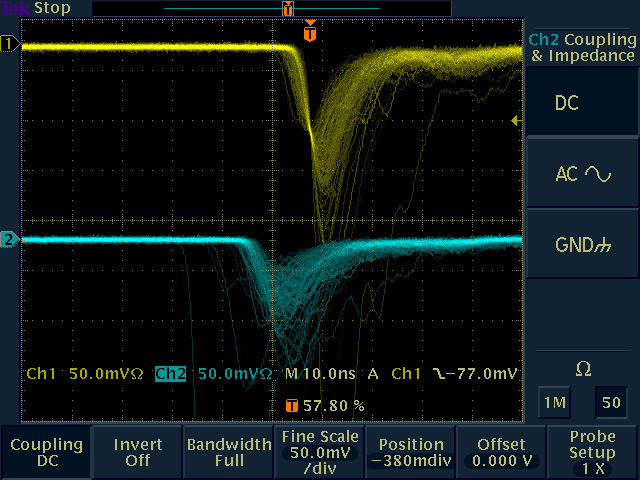 Tek Stop
T
T
1
Ch2 Coupling
& Impedance
DC
AC
GND
2
Ch1 50.0mVΩ Ch2 50.0mVΩ M 10.0ns A Ch1 -77.0mV
T 57.80 %
Ω
1M 50
Coupling
DC
Invert
Off
Bandwidth
Full
Fine Scale
50.0mV
/div
Position
-380mdiv
Offset
0.000 V
Probe
Setup
1 X